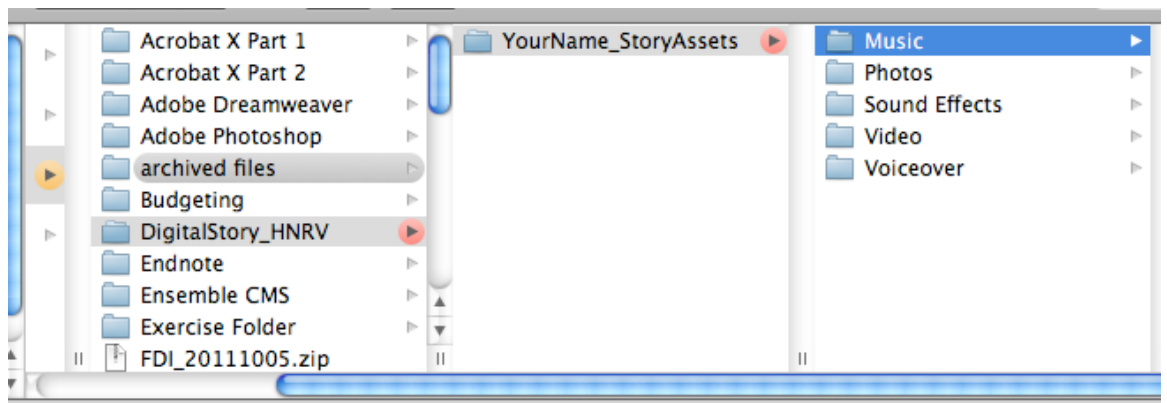 Acrobat X Part 1
Acrobat X Part 2
Adobe Dreamweaver
Adobe Photoshop
archived files
Budgeting
DigitalStory_HNRV
Endnote
Ensemble CMS
Exercise Folder
FDI_20111005.zip
YourName_StoryAssets
Music
Photos
Sound Effects
Video
Voiceover